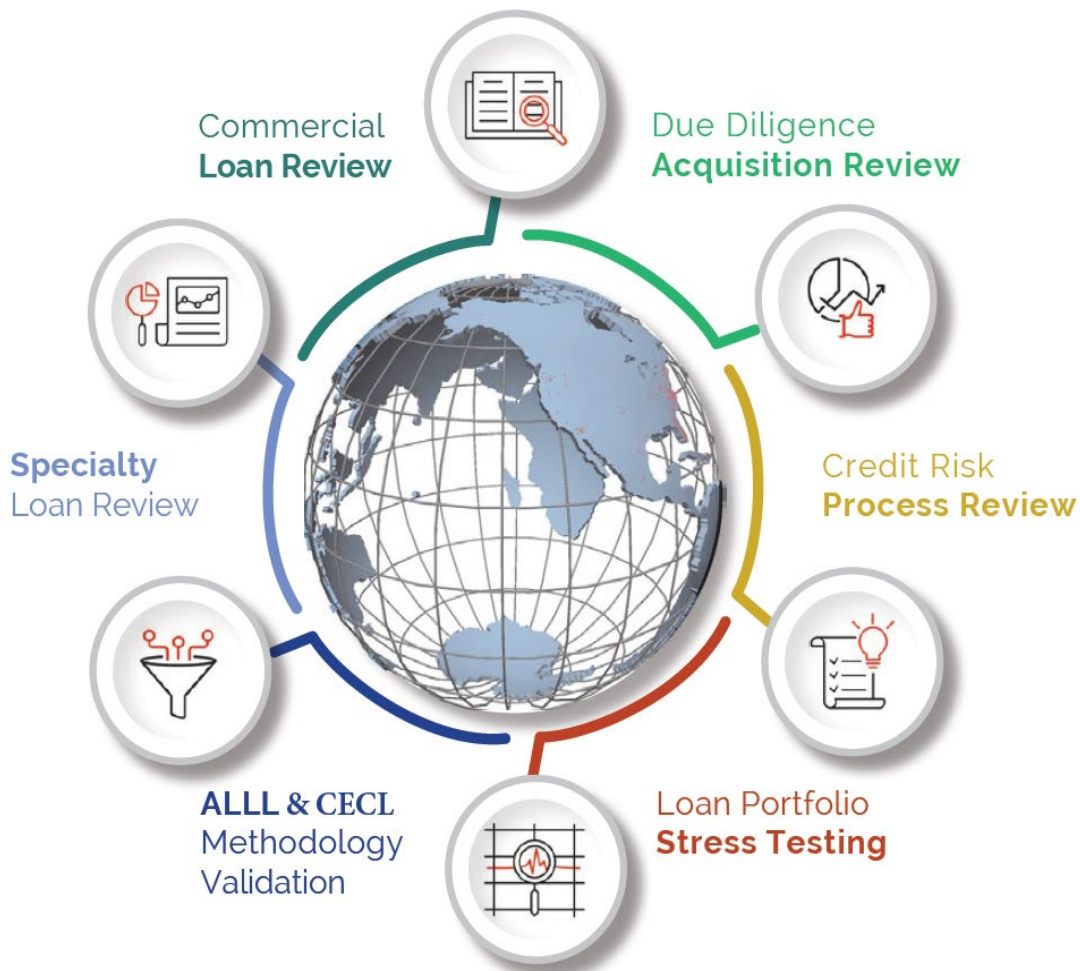 Commercial
Loan Review
Due Diligence
Acquisition Review
Specialty
Loan Review
Credit Risk
Process Review
ALLL & CECL
Methodology
Validation
Loan Portfolio
Stress Testing